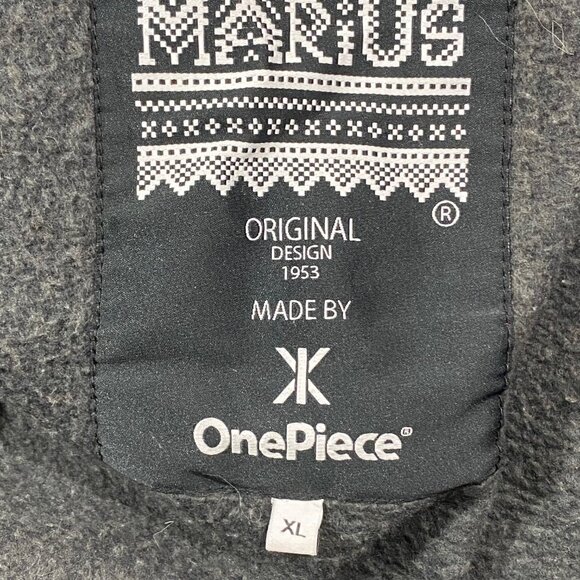 MARiUS
®
ORIGINAL
DESIGN
1953
MADE BY
OnePiece®
XL